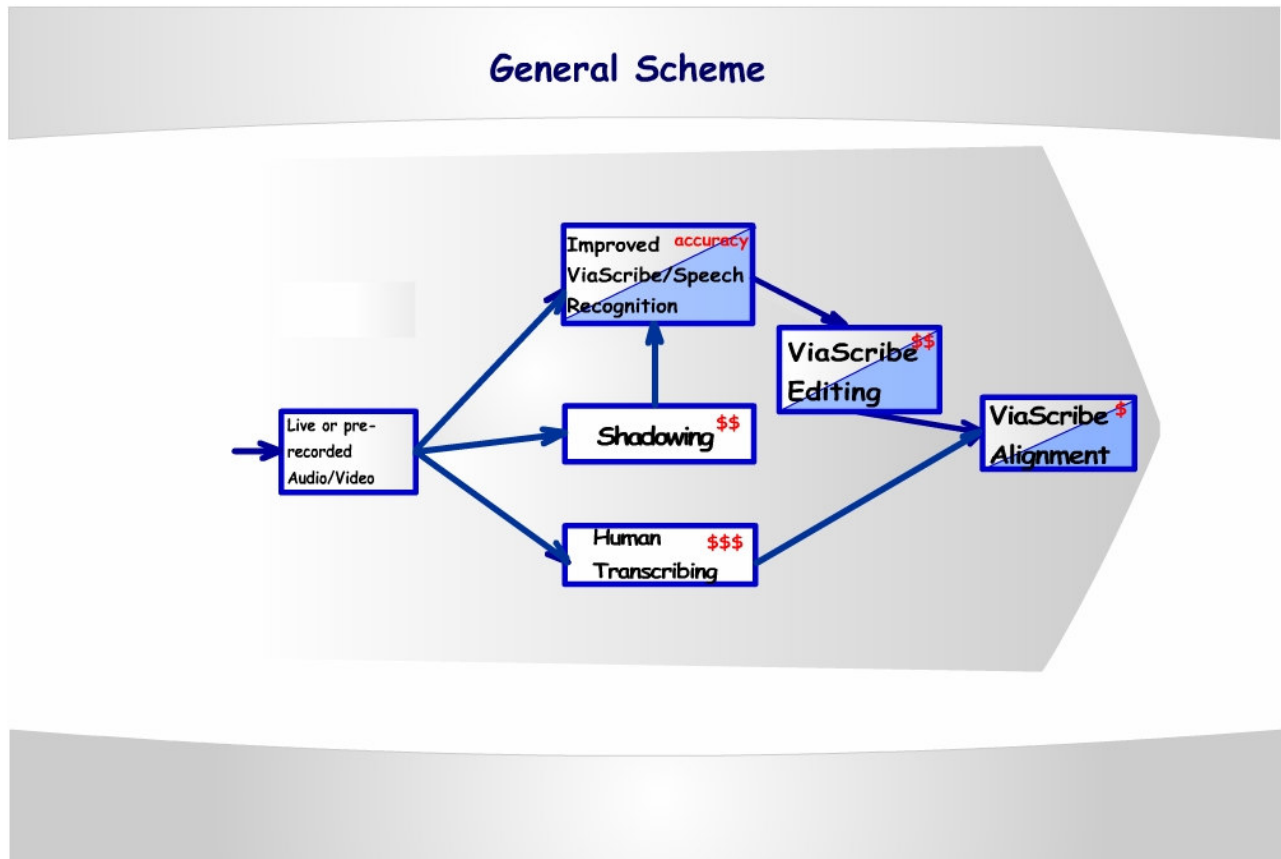 General Scheme
Improved accuracy
ViaScribe/Speech
Recognition
ViaScribe $$
Editing
Live or pre-
recorded
Audio/Video
Shadowing $$
ViaScribe $
Alignment
Human $$$
Transcribing